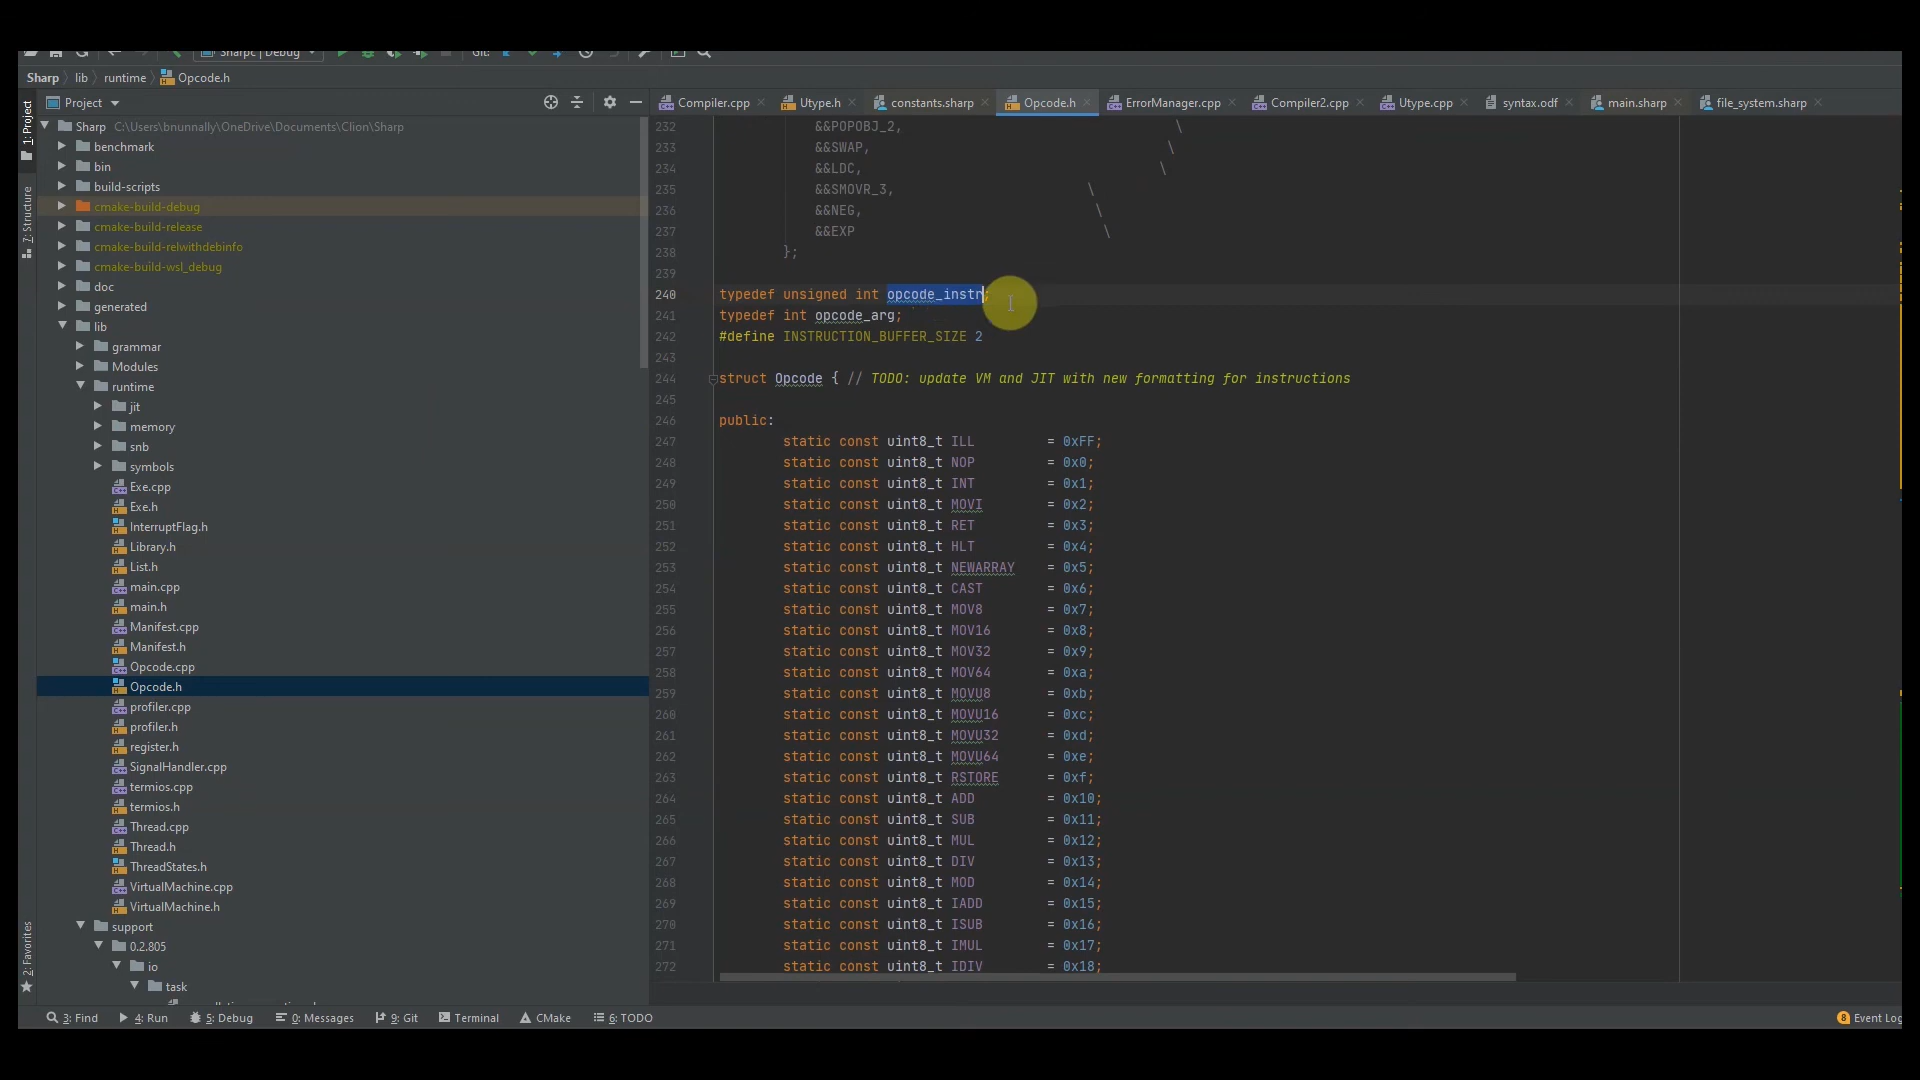 Sharpc | Debug
Git:
Sharp lib runtime Opcode.h
Project
Compiler.cpp Utype.h constants.sharp Opcode.h ErrorManager.cpp Compiler2.cpp Utype.cpp syntax.odf main.sharp file_system.sharp
1: Project
7: Structure
2: Favorites
Sharp C:\Users\bnunnally\OneDrive\Documents\Clion\Sharp
benchmark
bin
build-scripts
cmake-build-debug
cmake-build-release
cmake-build-relwithdebinfo
cmake-build-wsl_debug
doc
generated
lib
grammar
Modules
runtime
jit
memory
snb
symbols
Exe.cpp
Exe.h
InterruptFlag.h
Library.h
List.h
main.cpp
main.h
Manifest.cpp
Manifest.h
Opcode.cpp
Opcode.h
profiler.cpp
profiler.h
register.h
SignalHandler.cpp
termios.cpp
termios.h
Thread.cpp
Thread.h
ThreadStates.h
VirtualMachine.cpp
VirtualMachine.h
support
0.2.805
io
task
232 &&POPOBJ_2, \
233 &&SWAP, \
234 &&LDC, \
235 &&SMOVR_3, \
236 &&NEG, \
237 &&EXP \
238 };
239
240 typedef unsigned int opcode_instr;
241 typedef int opcode_arg;
242 #define INSTRUCTION_BUFFER_SIZE 2
243
244 struct Opcode { // TODO: update VM and JIT with new formatting for instructions
245
246 public:
247 static const uint8_t ILL = 0xFF;
248 static const uint8_t NOP = 0x0;
249 static const uint8_t INT = 0x1;
250 static const uint8_t MOVI = 0x2;
251 static const uint8_t RET = 0x3;
252 static const uint8_t HLT = 0x4;
253 static const uint8_t NEWARRAY = 0x5;
254 static const uint8_t CAST = 0x6;
255 static const uint8_t MOV8 = 0x7;
256 static const uint8_t MOV16 = 0x8;
257 static const uint8_t MOV32 = 0x9;
258 static const uint8_t MOV64 = 0xa;
259 static const uint8_t MOVU8 = 0xb;
260 static const uint8_t MOVU16 = 0xc;
261 static const uint8_t MOVU32 = 0xd;
262 static const uint8_t MOVU64 = 0xe;
263 static const uint8_t RSTORE = 0xf;
264 static const uint8_t ADD = 0x10;
265 static const uint8_t SUB = 0x11;
266 static const uint8_t MUL = 0x12;
267 static const uint8_t DIV = 0x13;
268 static const uint8_t MOD = 0x14;
269 static const uint8_t IADD = 0x15;
270 static const uint8_t ISUB = 0x16;
271 static const uint8_t IMUL = 0x17;
272 static const uint8_t IDIV = 0x18;
3: Find 4: Run 5: Debug 0: Messages 9: Git Terminal CMake 6: TODO 8 Event Log